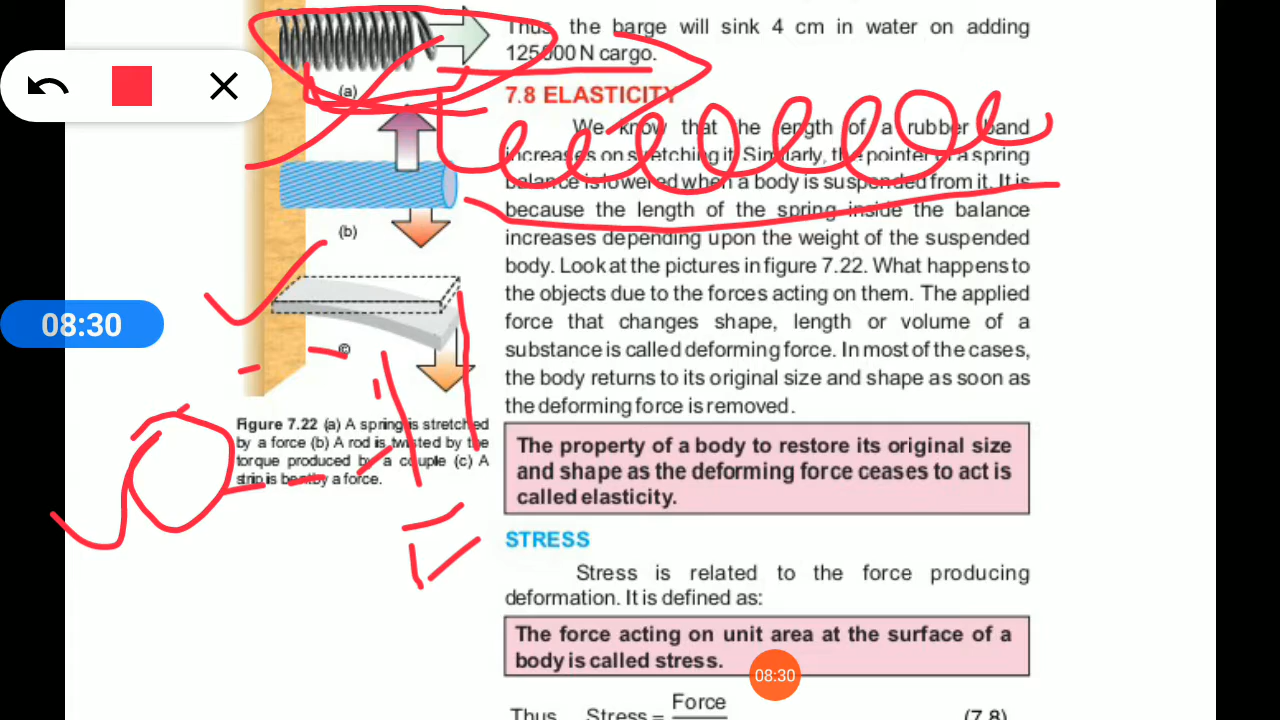 Thus, the barge will sink 4 cm in water on adding
125000 N cargo.
(a)
7.8 ELASTICITY
We know that the length of a rubber band
increases on stretching it. Similarly, the pointer of a spring
balance is lowered when a body is suspended from it. It is
because the length of the spring inside the balance
increases depending upon the weight of the suspended
body. Look at the pictures in figure 7.22. What happens to
the objects due to the forces acting on them. The applied
force that changes shape, length or volume of a
substance is called deforming force. In most of the cases,
the body returns to its original size and shape as soon as
the deforming force is removed.
(b)
08:30
©
Figure 7.22 (a) A spring is stretched
by a force (b) A rod is twisted by the
torque produced by a couple (c) A
strip is bent by a force.
The property of a body to restore its original size
and shape as the deforming force ceases to act is
called elasticity.
STRESS
Stress is related to the force producing
deformation. It is defined as:
The force acting on unit area at the surface of a
body is called stress.
08:30
Force
Thus Stress = (7.8)